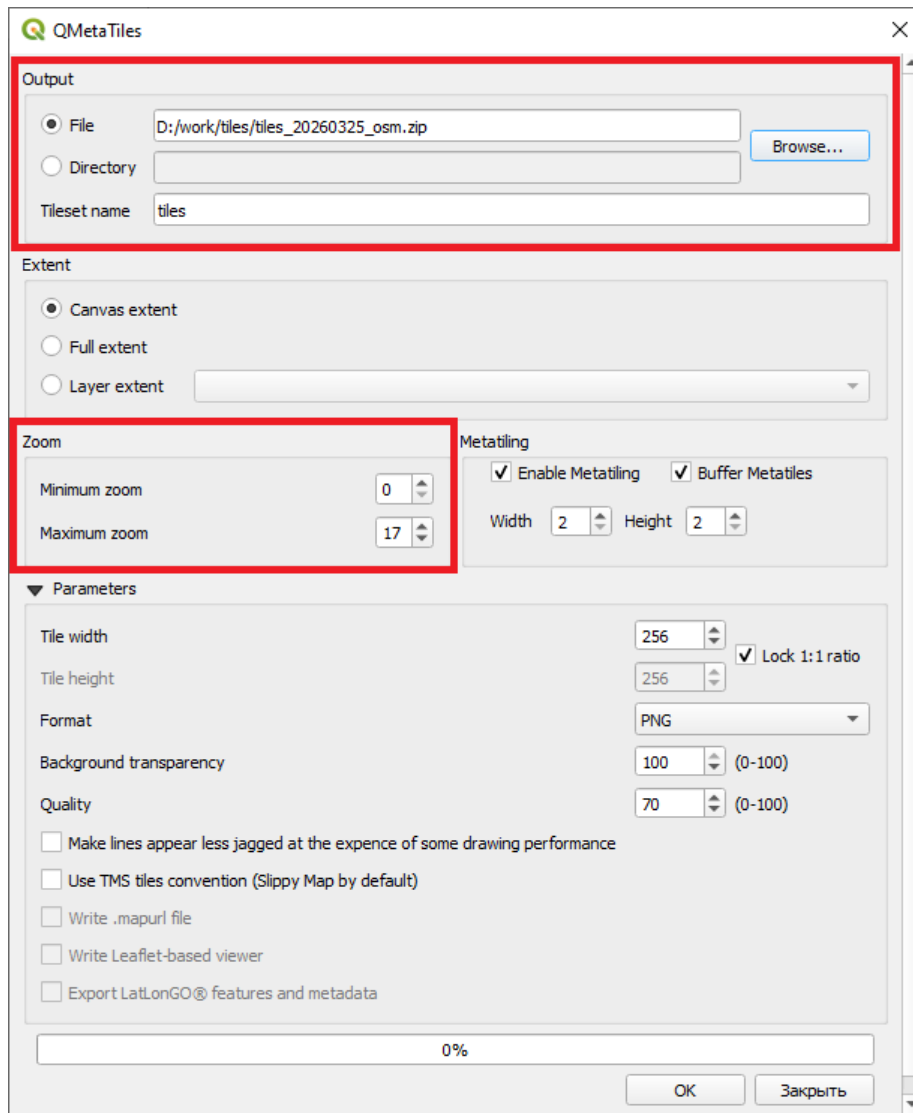 QMetaTiles
Output
File D:/work/tiles/tiles_20260325_osm.zip
Browse...
Directory
Tileset name tiles
Extent
Canvas extent
Full extent
Layer extent
Zoom
Minimum zoom 0
Maximum zoom 17
Metatiling
Enable Metatiling Buffer Metatiles
Width 2 Height 2
Parameters
Tile width 256
Lock 1:1 ratio
Tile height 256
Format PNG
Background transparency 100 (0-100)
Quality 70 (0-100)
Make lines appear less jagged at the expence of some drawing performance
Use TMS tiles convention (Slippy Map by default)
Write .mapurl file
Write Leaflet-based viewer
Export LatLonGO® features and metadata
0%
OK Закрыть